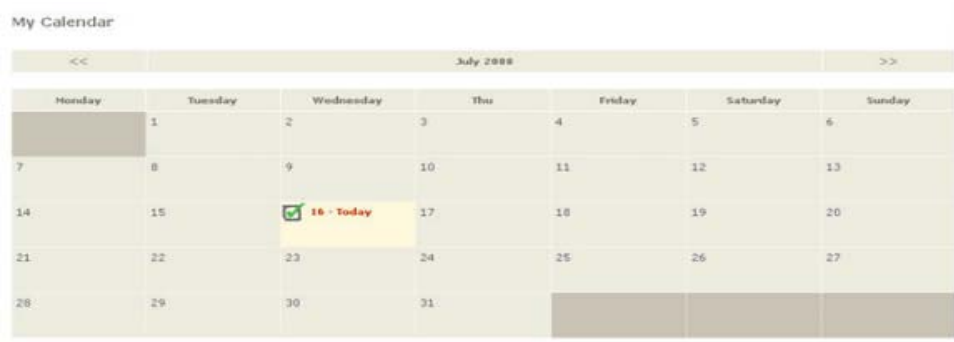 My Calendar
<< July 2008 >>
Monday Tuesday Wednesday Thu Friday Saturday Sunday
1 2 3 4 5 6
7 8 9 10 11 12 13
14 15 16 - Today 17 18 19 20
21 22 23 24 25 26 27
28 29 30 31